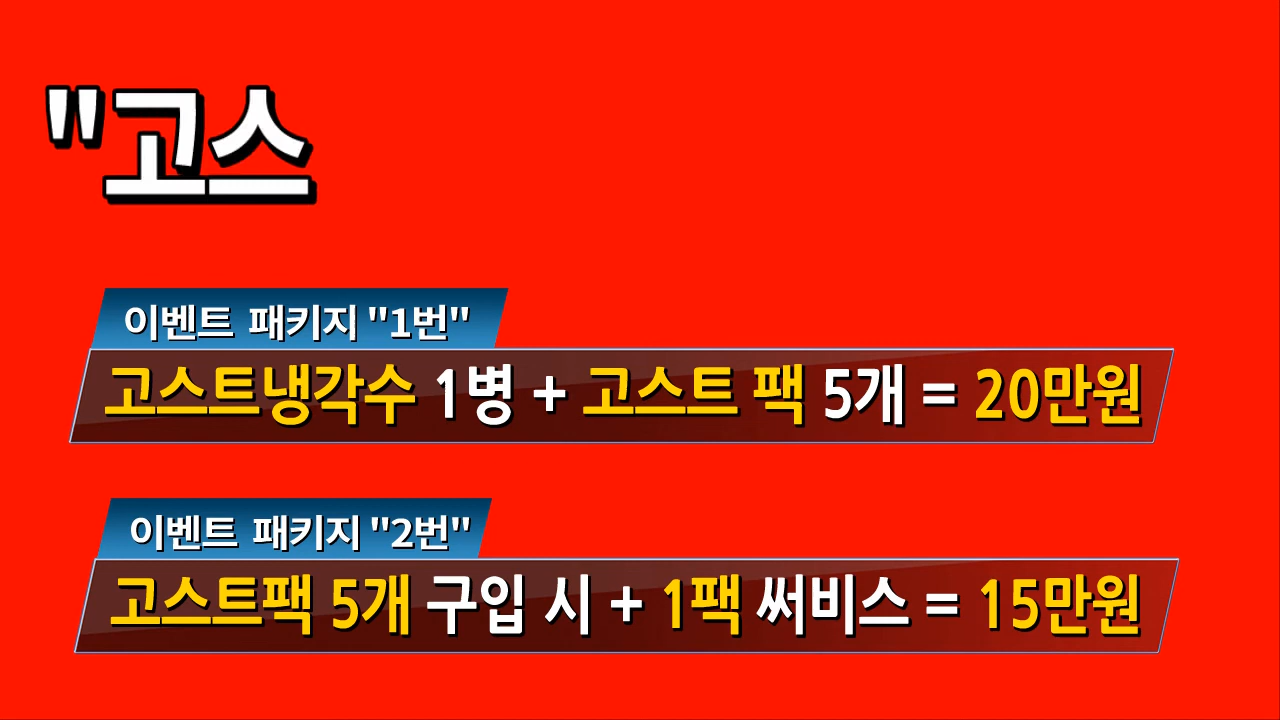 "고스
이벤트 패키지 "1번"
고스트냉각수 1병 + 고스트 팩 5개 = 20만원
이벤트 패키지 "2번"
고스트팩 5개 구입 시 + 1팩 써비스 = 15만원